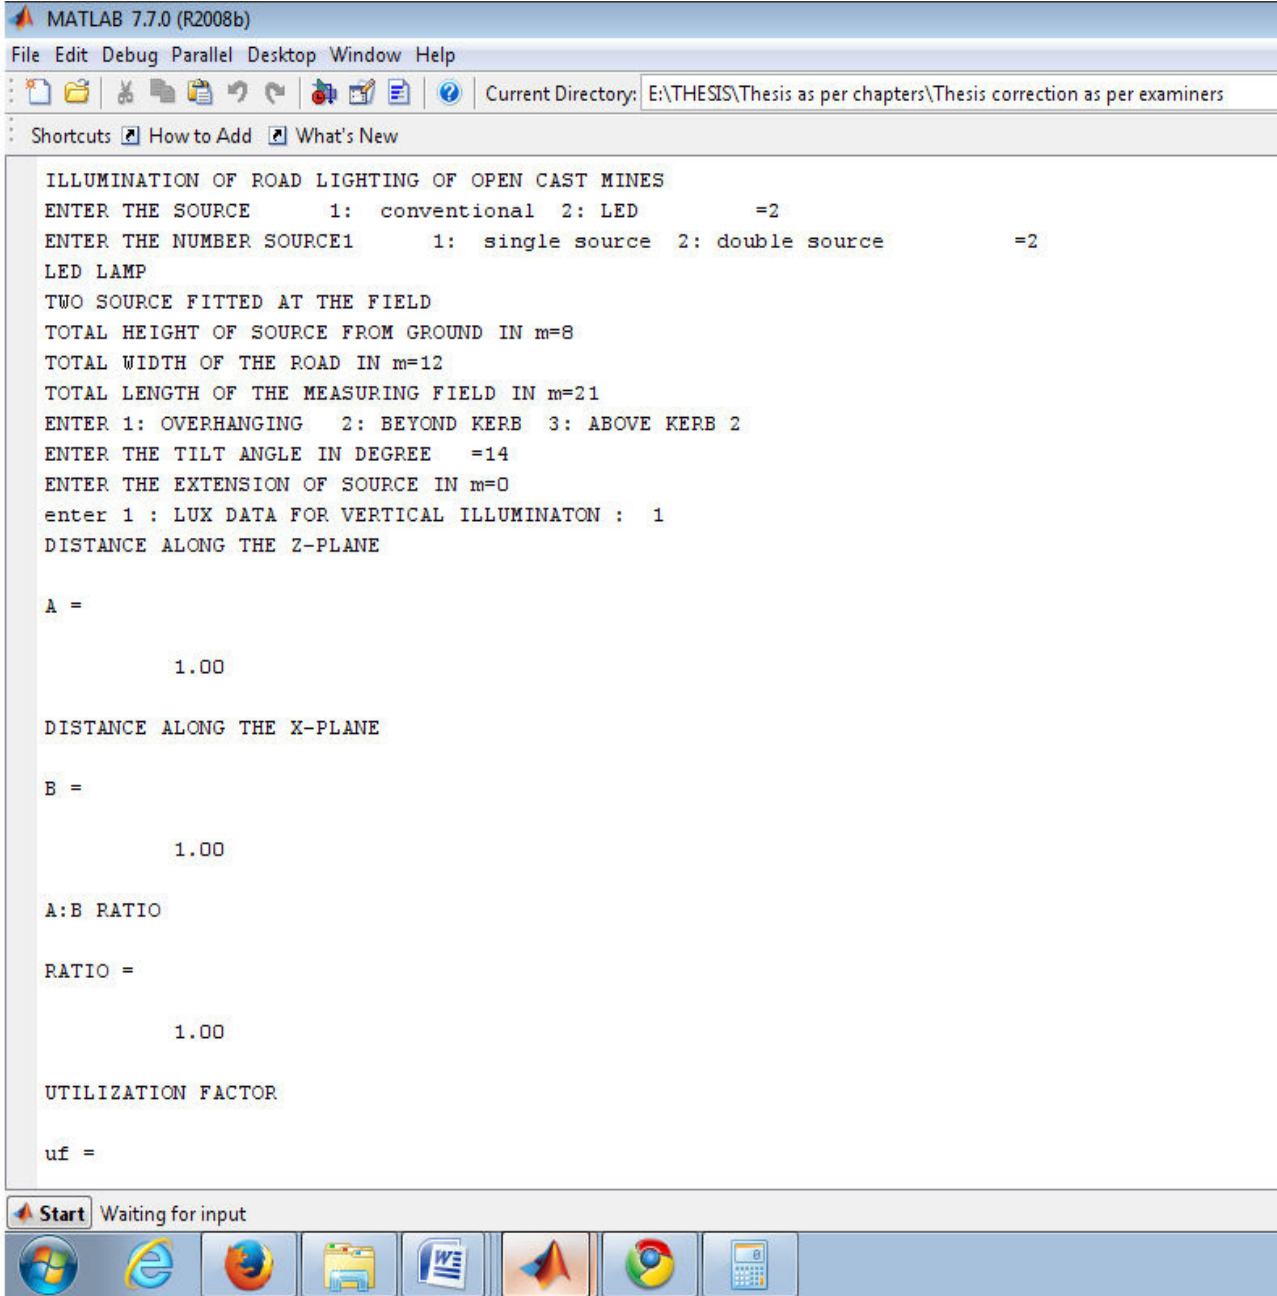 MATLAB 7.7.0 (R2008b)
File Edit Debug Parallel Desktop Window Help
Current Directory: E:\THESIS\Thesis as per chapters\Thesis correction as per examiners
Shortcuts How to Add What's New
ILLUMINATION OF ROAD LIGHTING OF OPEN CAST MINES
ENTER THE SOURCE 1: conventional 2: LED =2
ENTER THE NUMBER SOURCE1 1: single source 2: double source =2
LED LAMP
TWO SOURCE FITTED AT THE FIELD
TOTAL HEIGHT OF SOURCE FROM GROUND IN m=8
TOTAL WIDTH OF THE ROAD IN m=12
TOTAL LENGTH OF THE MEASURING FIELD IN m=21
ENTER 1: OVERHANGING 2: BEYOND KERB 3: ABOVE KERB 2
ENTER THE TILT ANGLE IN DEGREE =14
ENTER THE EXTENSION OF SOURCE IN m=0
enter 1 : LUX DATA FOR VERTICAL ILLUMINATON : 1
DISTANCE ALONG THE Z-PLANE
A =
1.00
DISTANCE ALONG THE X-PLANE
B =
1.00
A:B RATIO
RATIO =
1.00
UTILIZATION FACTOR
uf =
Start Waiting for input